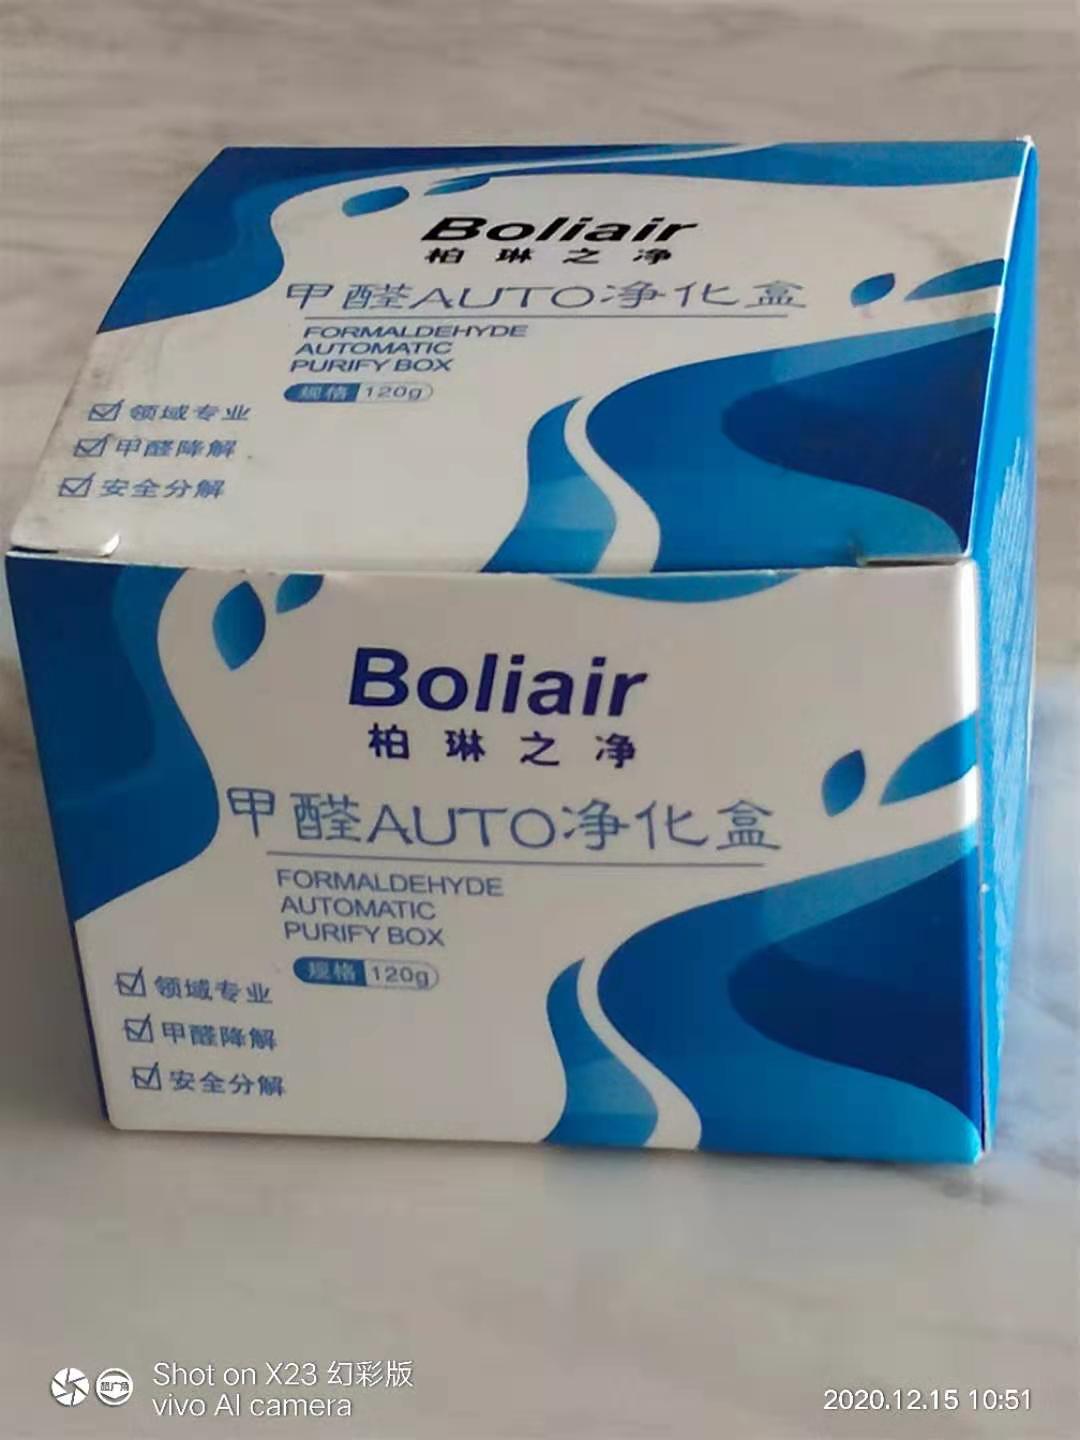 Boliair
柏琳之净
甲醛AUTO净化盒
FORMALDEHYDE
AUTOMATIC
PURIFY BOX
规格 120g
领域专业
甲醛降解
安全分解
Boliair
柏琳之净
甲醛AUTO净化盒
FORMALDEHYDE
AUTOMATIC
PURIFY BOX
规格 120g
领域专业
甲醛降解
安全分解
超广角
Shot on X23 幻彩版
vivo AI camera
2020.12.15 10:51